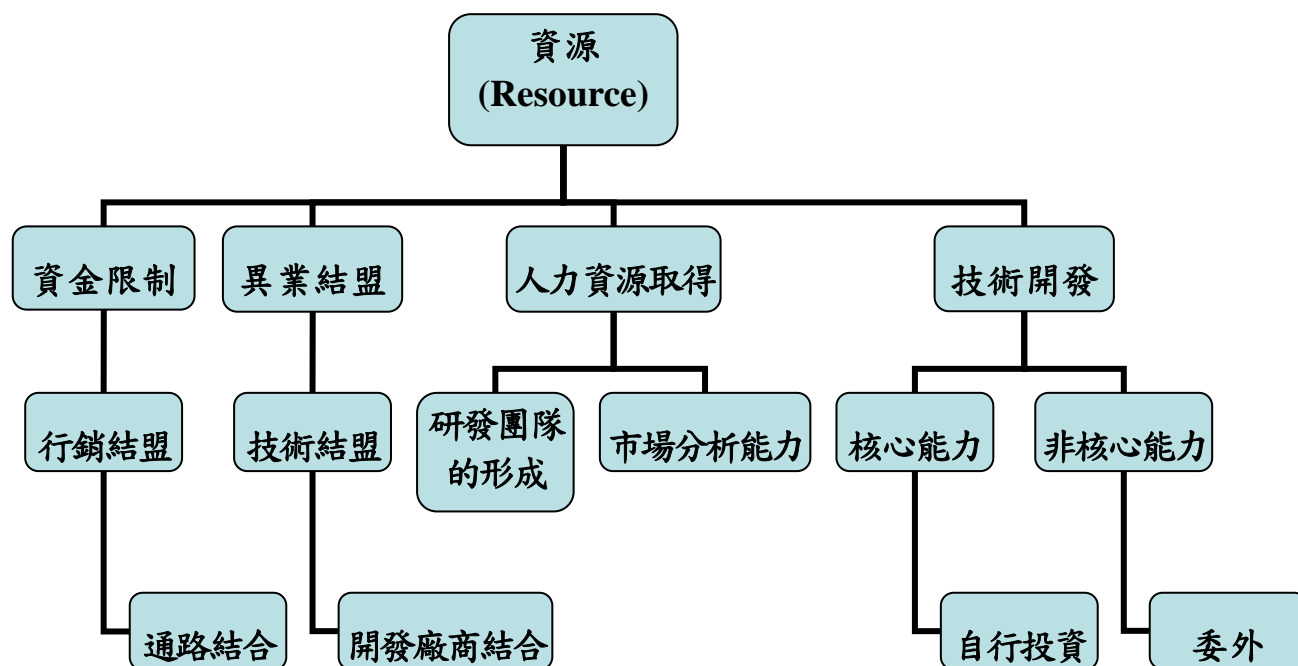 資源
(Resource)
資金限制
異業結盟
人力資源取得
技術開發
行銷結盟
技術結盟
研發團隊
的形成
市場分析能力
核心能力
非核心能力
通路結合
開發廠商結合
自行投資
委外